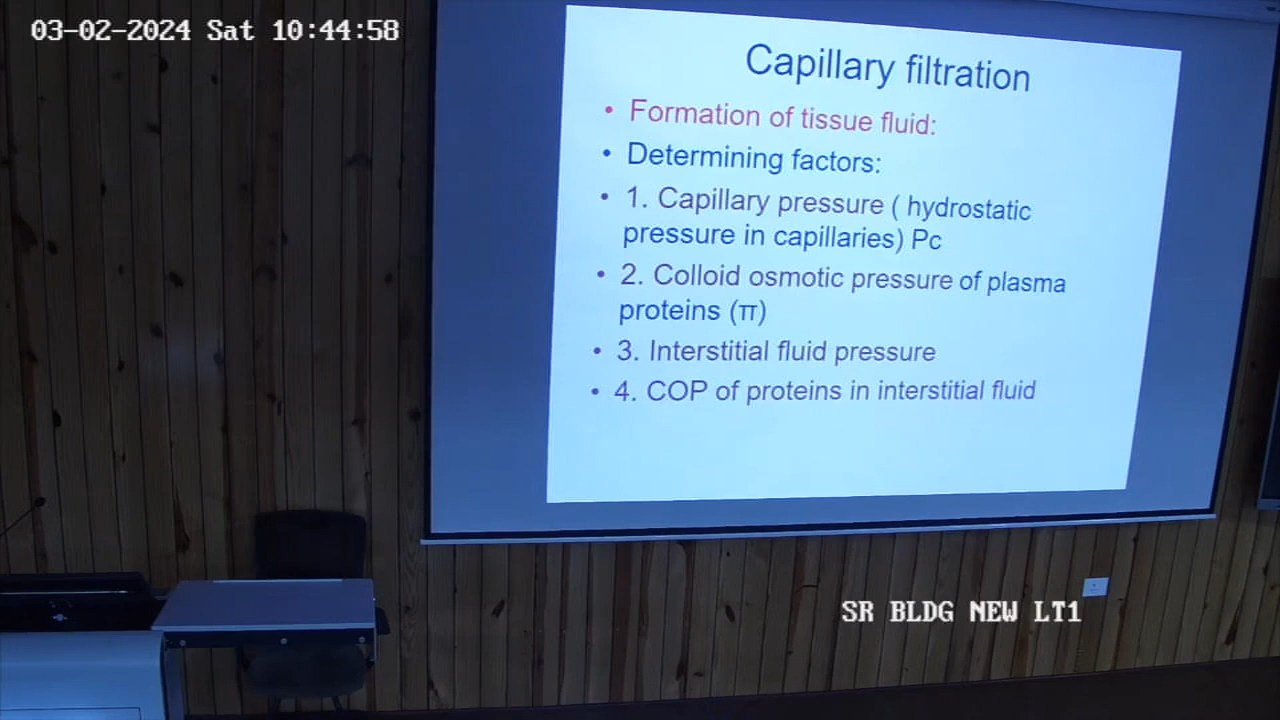 03-02-2024 Sat 10:44:58
Capillary filtration
• Formation of tissue fluid:
• Determining factors:
• 1. Capillary pressure ( hydrostatic
pressure in capillaries) Pc
• 2. Colloid osmotic pressure of plasma
proteins (π)
• 3. Interstitial fluid pressure
• 4. COP of proteins in interstitial fluid
SR BLDG NEW LT1